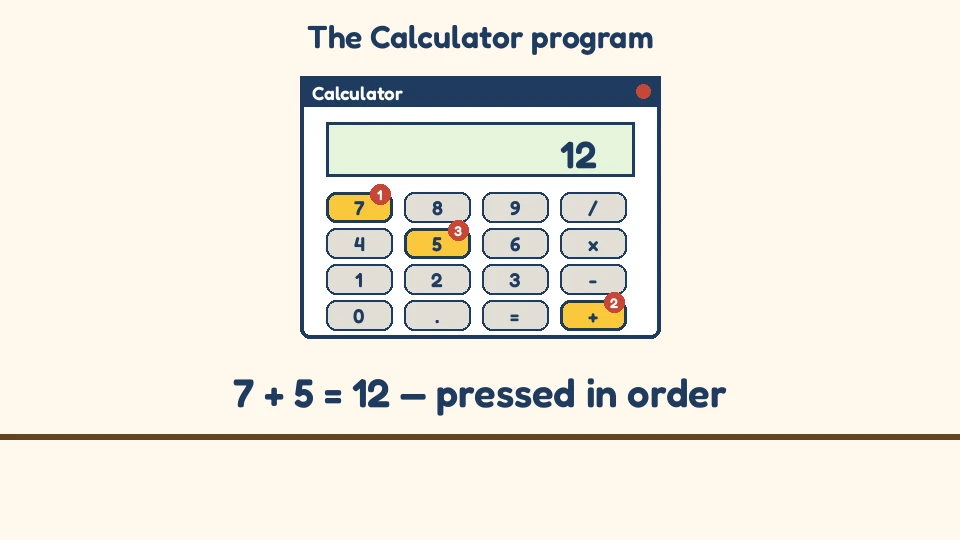 The Calculator program
Calculator
12
1
7 8 9 /
3
4 5 6 x
1 2 3 -
2
0 . = +
7 + 5 = 12 — pressed in order